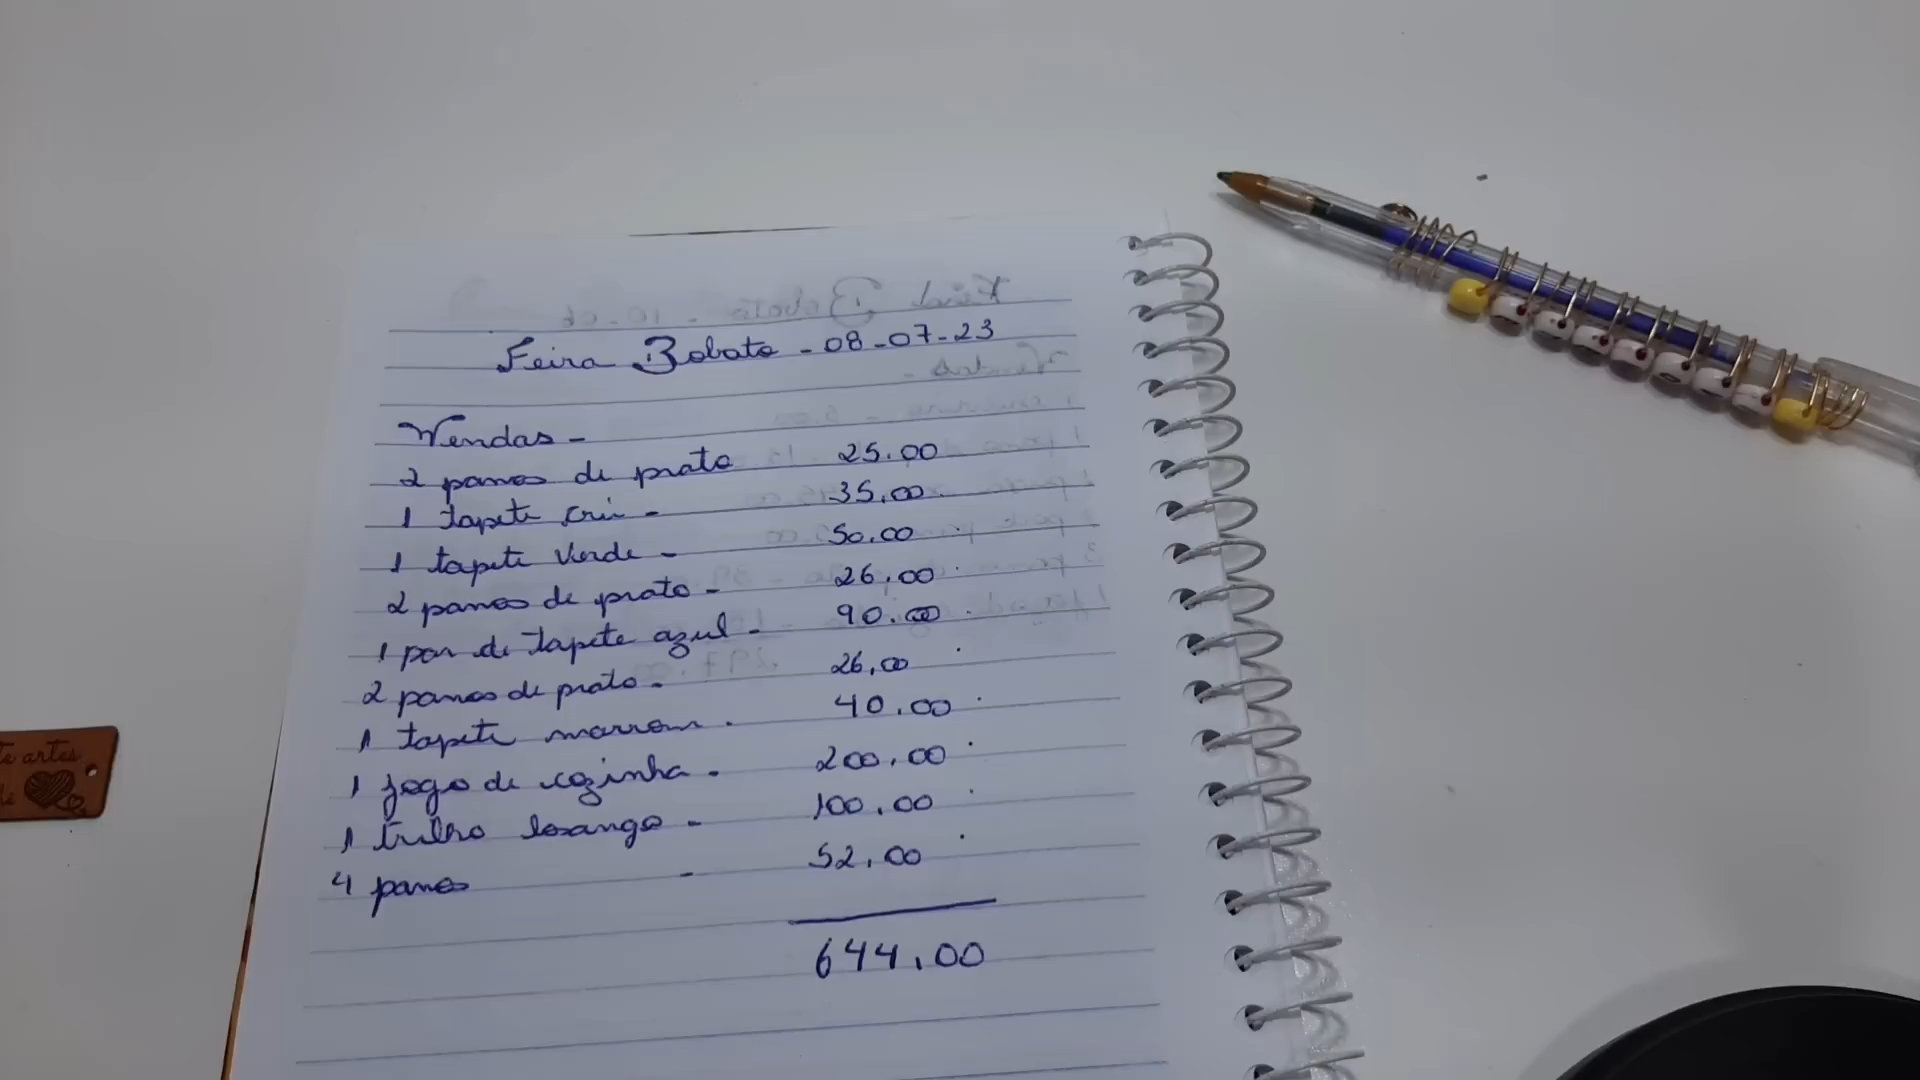 Feira Bobato - 08-07-23
Vendas -
2 panos de prato 25.00
1 tapete cru - 35,00
1 tapete verde - 50.00
2 panos de prato - 26,00
1 par de tapete azul - 90.00
2 panos de prato - 26,00
1 tapete marrom - 40.00
1 jogo de cozinha - 200.00
1 trilho losango - 100.00
4 panos - 52,00
644.00
te artes